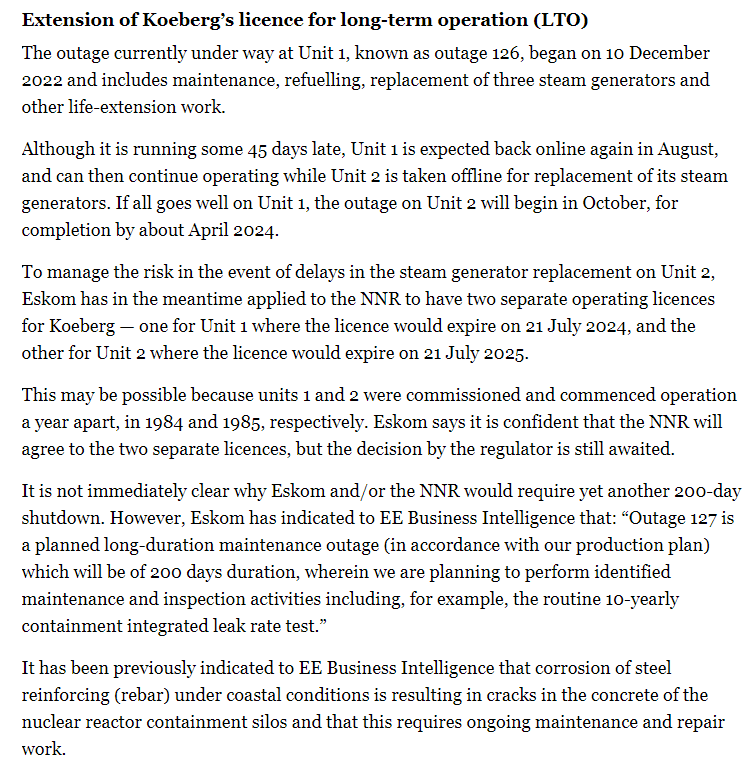 Extension of Koeberg’s licence for long-term operation (LTO)
The outage currently under way at Unit 1, known as outage 126, began on 10 December
2022 and includes maintenance, refuelling, replacement of three steam generators and
other life-extension work.
Although it is running some 45 days late, Unit 1 is expected back online again in August,
and can then continue operating while Unit 2 is taken offline for replacement of its steam
generators. If all goes well on Unit 1, the outage on Unit 2 will begin in October, for
completion by about April 2024.
To manage the risk in the event of delays in the steam generator replacement on Unit 2,
Eskom has in the meantime applied to the NNR to have two separate operating licences
for Koeberg — one for Unit 1 where the licence would expire on 21 July 2024, and the
other for Unit 2 where the licence would expire on 21 July 2025.
This may be possible because units 1 and 2 were commissioned and commenced operation
a year apart, in 1984 and 1985, respectively. Eskom says it is confident that the NNR will
agree to the two separate licences, but the decision by the regulator is still awaited.
It is not immediately clear why Eskom and/or the NNR would require yet another 200-day
shutdown. However, Eskom has indicated to EE Business Intelligence that: “Outage 127 is
a planned long-duration maintenance outage (in accordance with our production plan)
which will be of 200 days duration, wherein we are planning to perform identified
maintenance and inspection activities including, for example, the routine 10-yearly
containment integrated leak rate test.”
It has been previously indicated to EE Business Intelligence that corrosion of steel
reinforcing (rebar) under coastal conditions is resulting in cracks in the concrete of the
nuclear reactor containment silos and that this requires ongoing maintenance and repair
work.